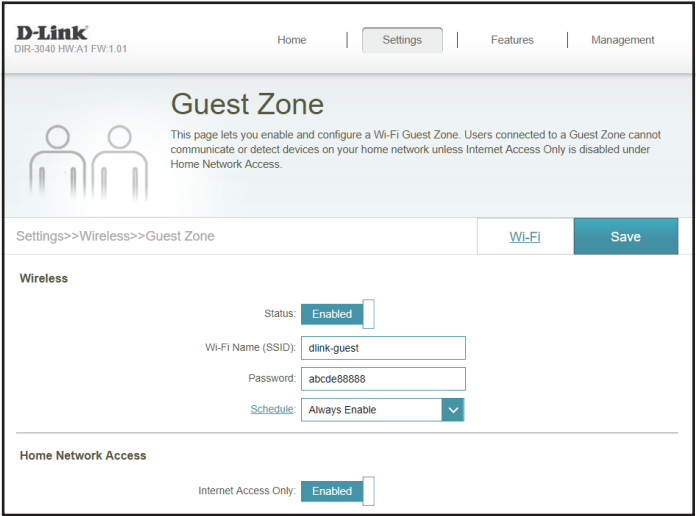 D-Link
DIR-3040 HW:A1 FW:1.01
Home
Settings
Features
Management
Guest Zone
This page lets you enable and configure a Wi-Fi Guest Zone. Users connected to a Guest Zone cannot
communicate or detect devices on your home network unless Internet Access Only is disabled under
Home Network Access.
Settings>>Wireless>>Guest Zone
Wi-Fi
Save
Wireless
Status: Enabled
Wi-Fi Name (SSID): dlink-guest
Password: abcde88888
Schedule: Always Enable
Home Network Access
Internet Access Only: Enabled